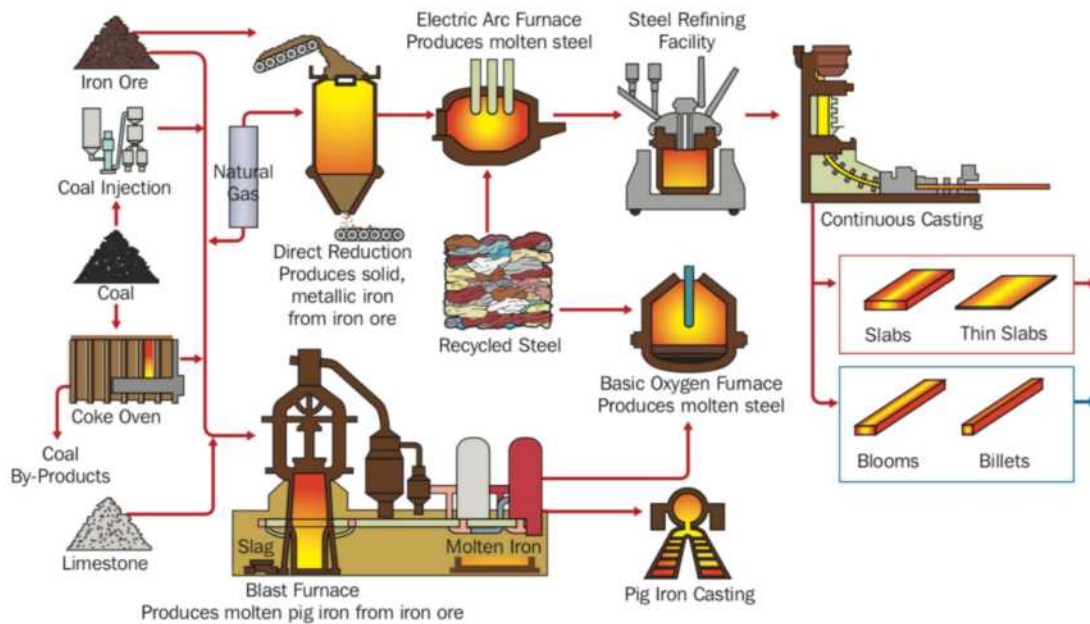 Electric Arc Furnace
Produces molten steel
Steel Refining
Facility
Iron Ore
Natural
Gas
Coal Injection
Continuous Casting
Direct Reduction
Produces solid,
metallic iron
from iron ore
Coal
Recycled Steel
Slabs
Thin Slabs
Basic Oxygen Furnace
Produces molten steel
Coke Oven
Coal
By-Products
Blooms
Billets
Limestone
Slag
Molten Iron
Blast Furnace
Produces molten pig iron from iron ore
Pig Iron Casting